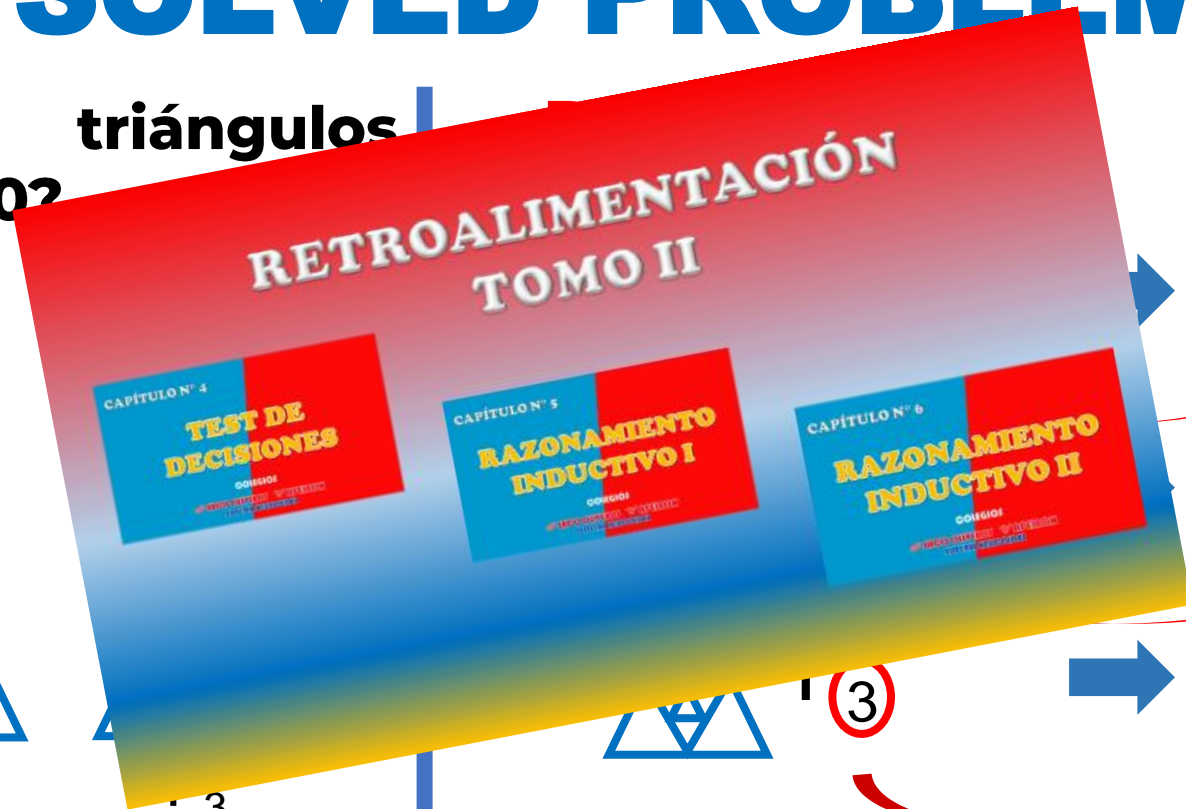 SOLVED PROBLEM
triángulos
0?
RETROALIMENTACIÓN
TOMO II
CAPÍTULO N° 4
TEST DE
DECISIONES
COLEGIOS
CAPÍTULO N° 5
RAZONAMIENTO
INDUCTIVO I
COLEGIOS
CAPÍTULO N° 6
RAZONAMIENTO
INDUCTIVO II
COLEGIOS
3
3